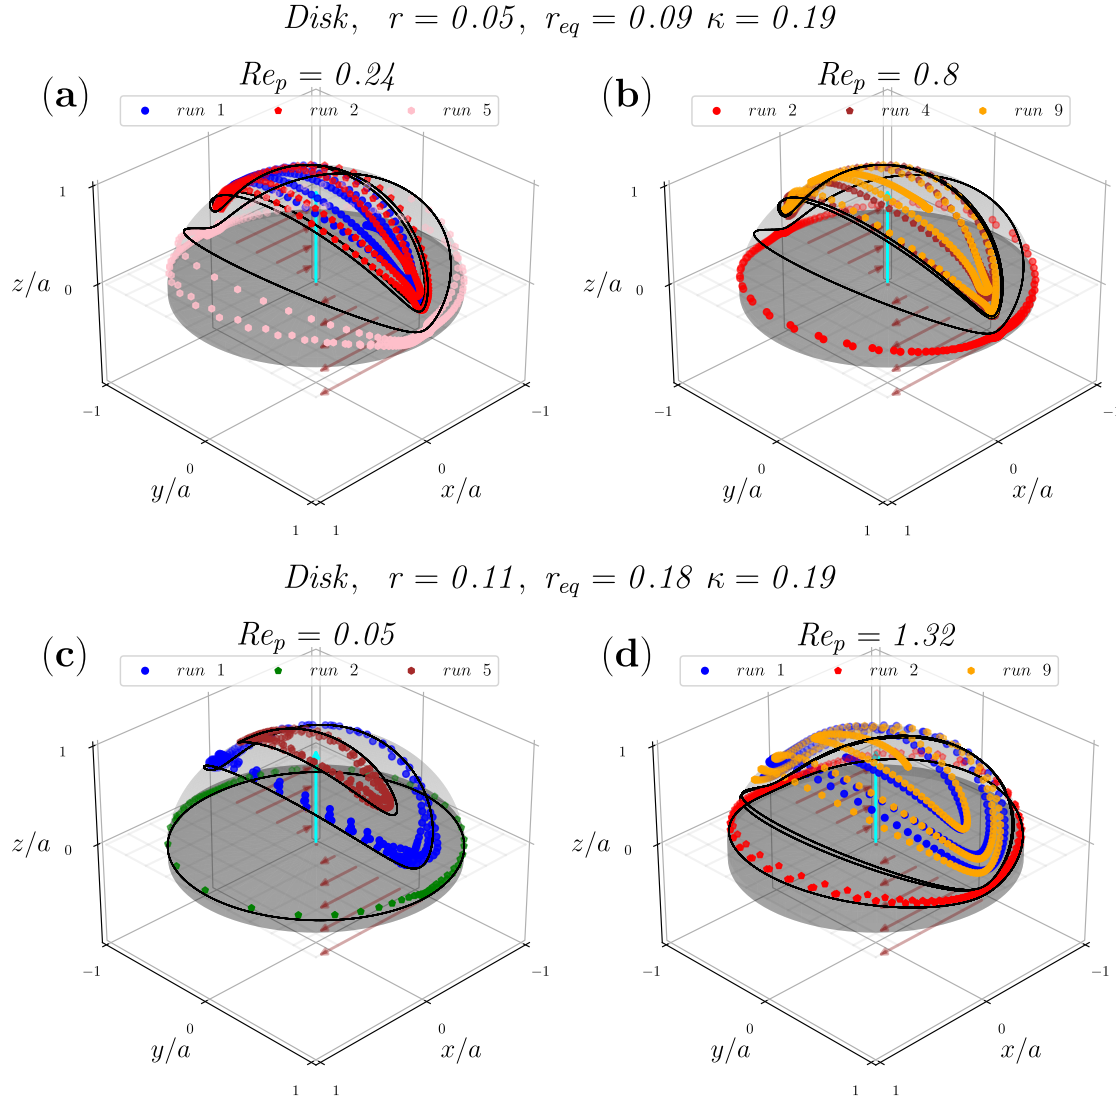 Disk, r = 0.05, r_eq = 0.09 κ = 0.19
(a) Re_p = 0.24
run 1 run 2 run 5
1
z/a 0
−1 −1
0 0
y/a x/a
1 1
(b) Re_p = 0.8
run 2 run 4 run 9
1
z/a 0
−1 −1
0 0
y/a x/a
1 1
Disk, r = 0.11, r_eq = 0.18 κ = 0.19
(c) Re_p = 0.05
run 1 run 2 run 5
1
z/a 0
−1 −1
0 0
y/a x/a
1 1
(d) Re_p = 1.32
run 1 run 2 run 9
1
z/a 0
−1 −1
0 0
y/a x/a
1 1